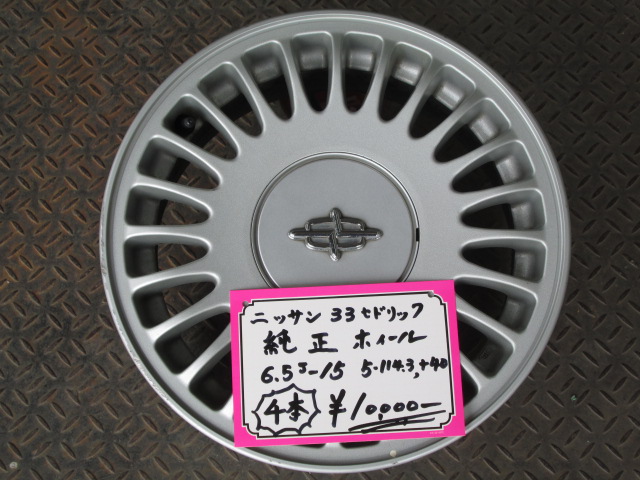 ニッサン 33セドリック
純正 ホィール
6.5J-15 5-114.3,+40
4本 ¥10,000-